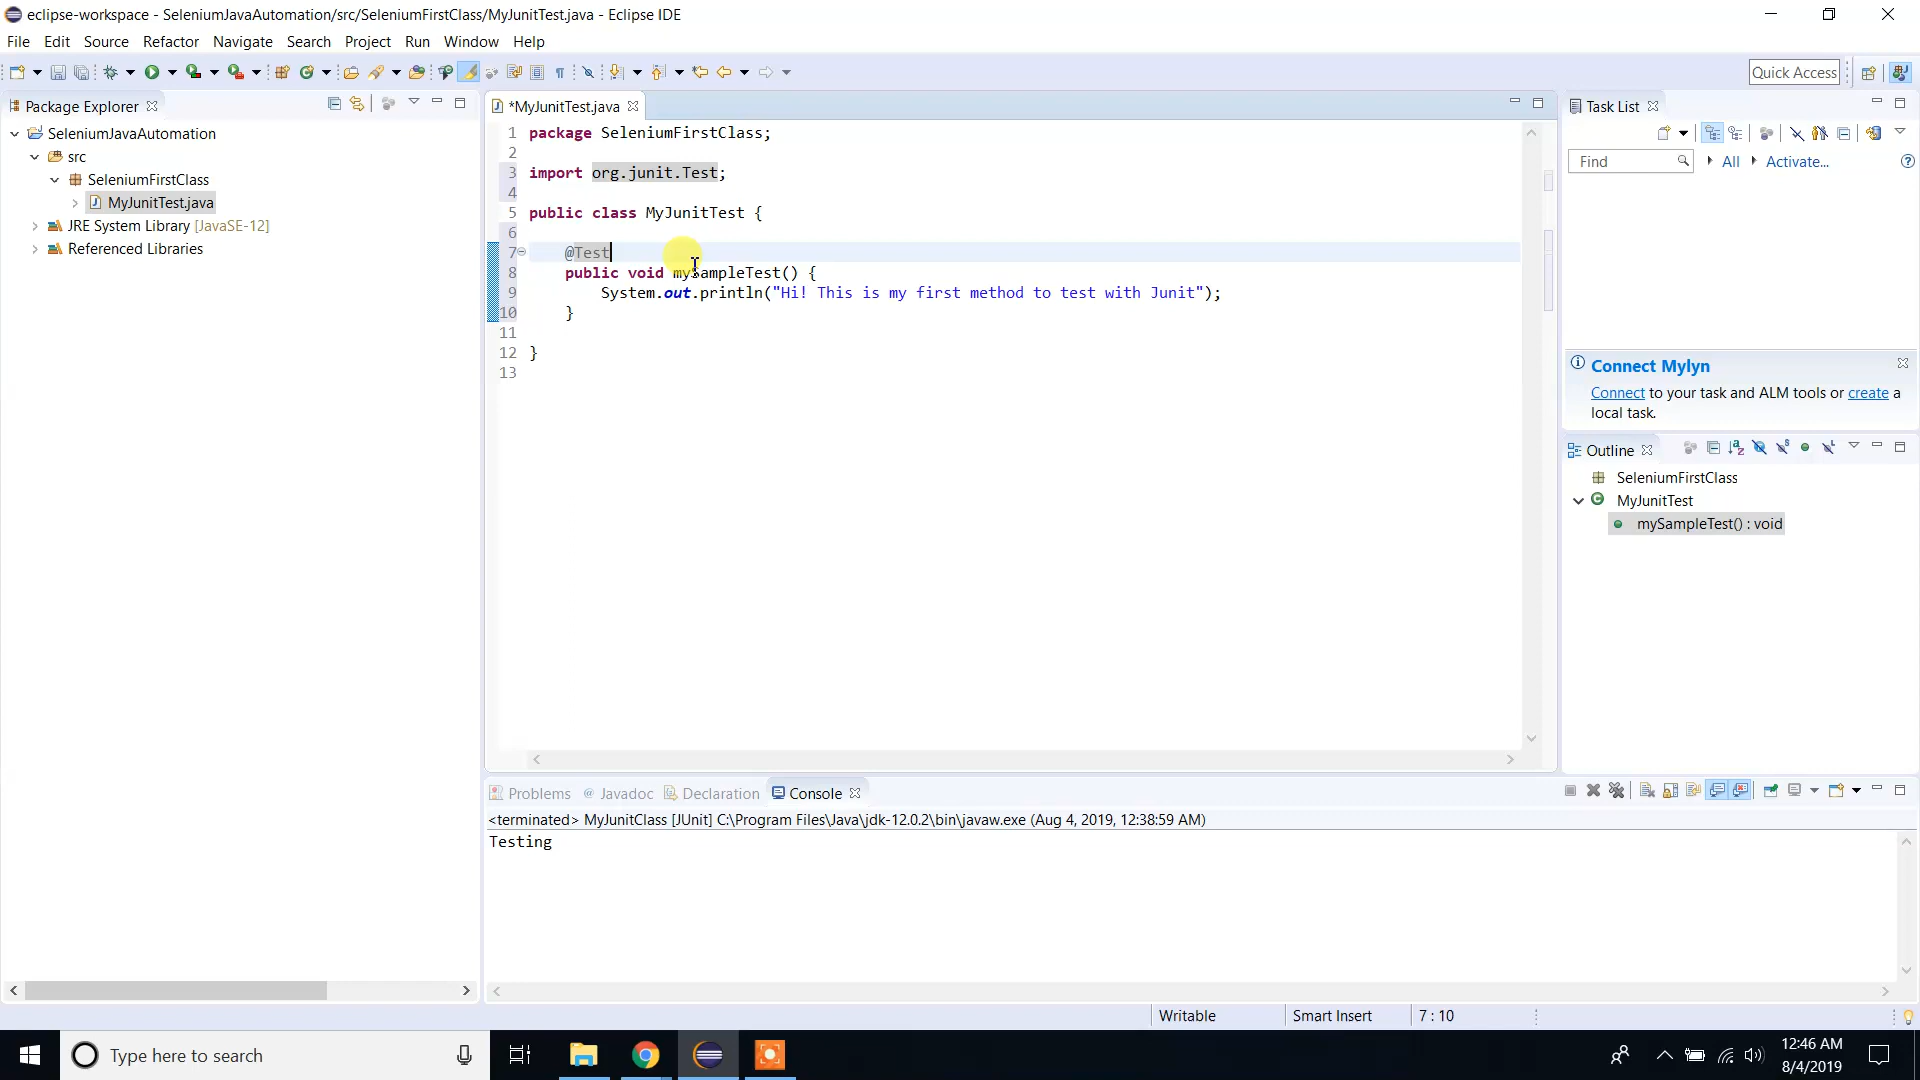 eclipse-workspace - SeleniumJavaAutomation/src/SeleniumFirstClass/MyJunitTest.java - Eclipse IDE
File Edit Source Refactor Navigate Search Project Run Window Help
Quick Access
Package Explorer
SeleniumJavaAutomation
src
SeleniumFirstClass
MyJunitTest.java
JRE System Library [JavaSE-12]
Referenced Libraries
*MyJunitTest.java
1 package SeleniumFirstClass;
2
3 import org.junit.Test;
4
5 public class MyJunitTest {
6
7 @Test
8 public void mySampleTest() {
9 System.out.println("Hi! This is my first method to test with Junit");
10 }
11
12 }
13
Task List
Find All Activate...
Connect Mylyn
Connect to your task and ALM tools or create a
local task.
Outline
SeleniumFirstClass
MyJunitTest
mySampleTest() : void
Problems Javadoc Declaration Console
<terminated> MyJunitClass [JUnit] C:\Program Files\Java\jdk-12.0.2\bin\javaw.exe (Aug 4, 2019, 12:38:59 AM)
Testing
Writable Smart Insert 7 : 10
Type here to search
12:46 AM
8/4/2019